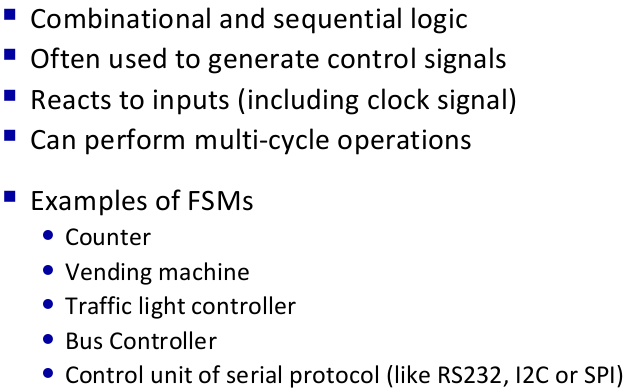 Combinational and sequential logic
Often used to generate control signals
Reacts to inputs (including clock signal)
Can perform multi-cycle operations
Examples of FSMs
Counter
Vending machine
Traffic light controller
Bus Controller
Control unit of serial protocol (like RS232, I2C or SPI)